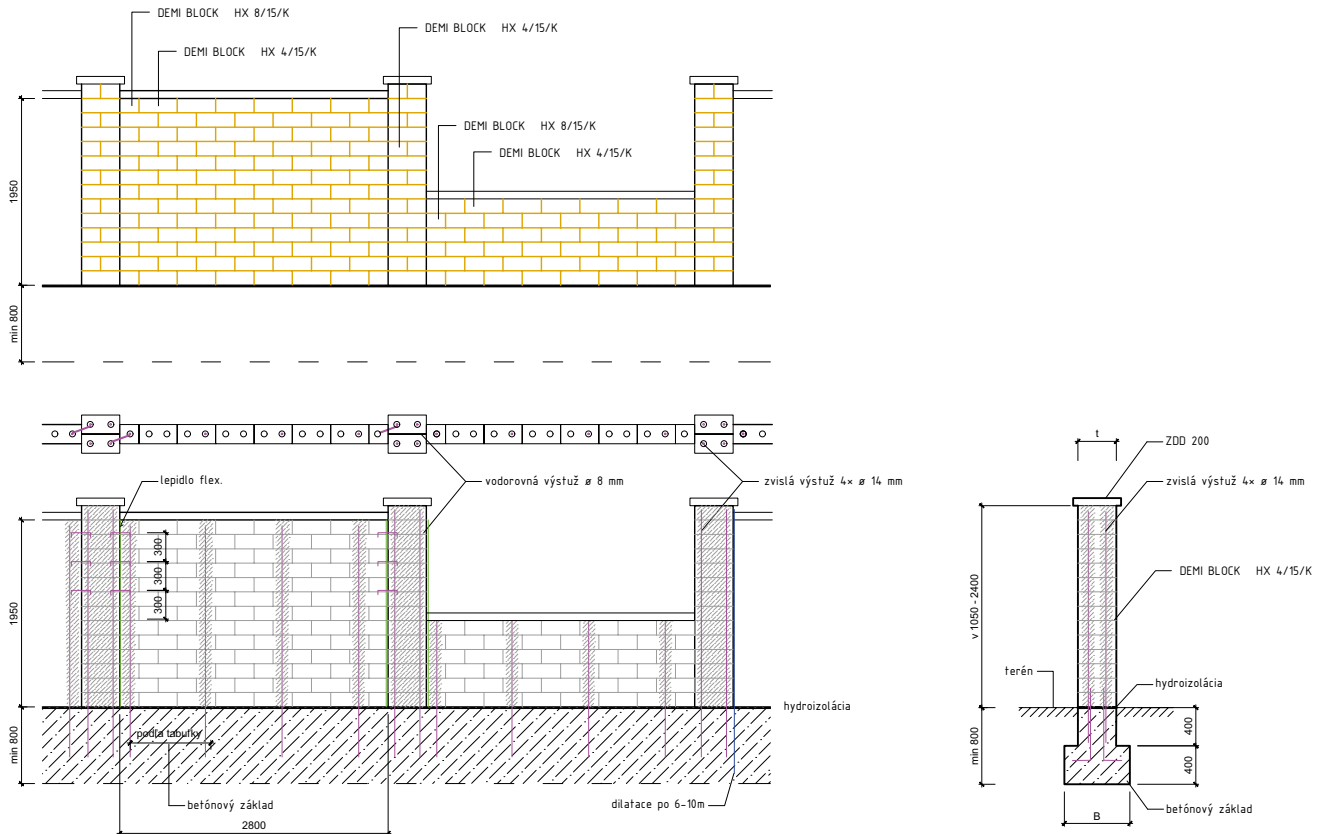 DEMI BLOCK HX 8/15/K
DEMI BLOCK HX 4/15/K
DEMI BLOCK HX 4/15/K
DEMI BLOCK HX 8/15/K
DEMI BLOCK HX 4/15/K
1950
min 800
lepidlo flex.
vodorovná výstuž ø 8 mm
zvislá výstuž 4× ø 14 mm
300
300
300
1950
hydroizolácia
podľa tabuľky
min 800
betónový základ
dilatace po 6-10m
2800
t
ZDD 200
zvislá výstuž 4× ø 14 mm
DEMI BLOCK HX 4/15/K
v 1050 - 2400
terén
hydroizolácia
400
min 800
400
betónový základ
B